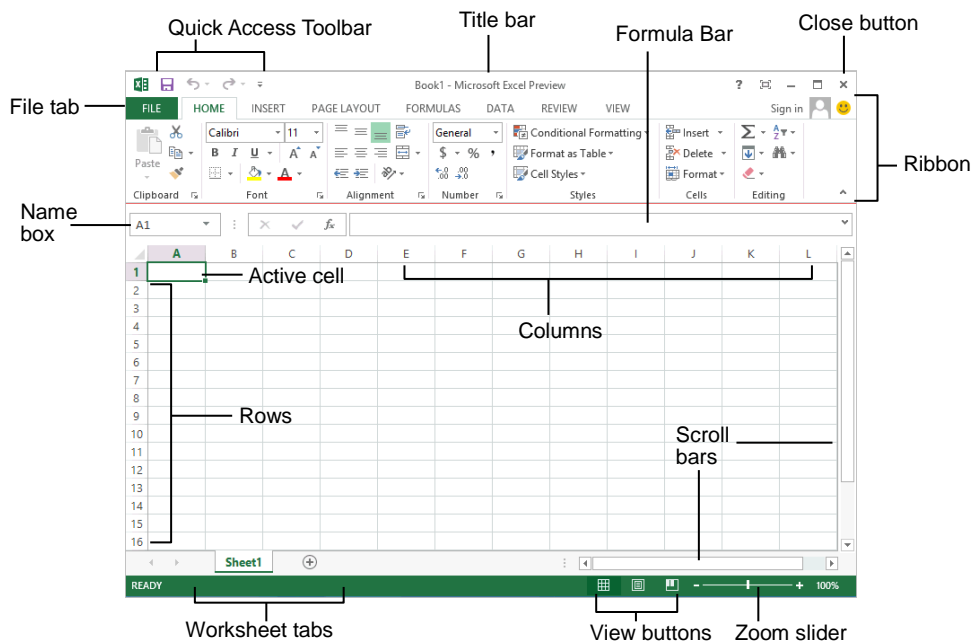 Quick Access Toolbar
Title bar
Formula Bar
Close button
File tab
Book1 - Microsoft Excel Preview
?
FILE HOME INSERT PAGE LAYOUT FORMULAS DATA REVIEW VIEW Sign in
Calibri 11 General Conditional Formatting Insert
Paste B I U A A $ % , Format as Table Delete
A Cell Styles Format
Clipboard Font Alignment Number Styles Cells Editing
Ribbon
Name
box
A1 fx
A B C D E F G H I J K L
1
Active cell
2
3
4
Columns
5
6
7
8
9
Rows
10
Scroll
bars
11
12
13
14
15
16
Sheet1
READY 100%
Worksheet tabs
View buttons
Zoom slider